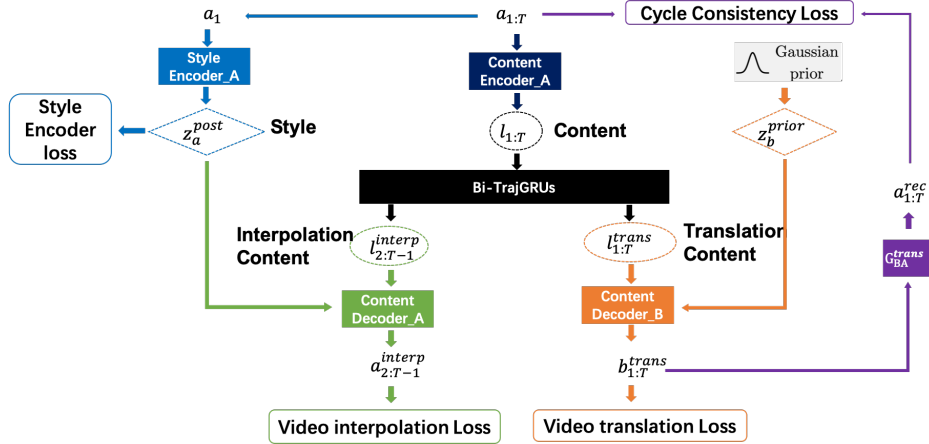 a_1
a_{1:T}
Cycle Consistency Loss
Style
Encoder_A
Content
Encoder_A
Gaussian
prior
Style
Encoder
loss
z_a^{post}
Style
l_{1:T}
Content
z_b^{prior}
Bi-TrajGRUs
a_{1:T}^{rec}
Interpolation
Content
l_{2:T-1}^{interp}
l_{1:T}^{trans}
Translation
Content
G_{BA}^{trans}
Content
Decoder_A
Content
Decoder_B
a_{2:T-1}^{interp}
b_{1:T}^{trans}
Video interpolation Loss
Video translation Loss